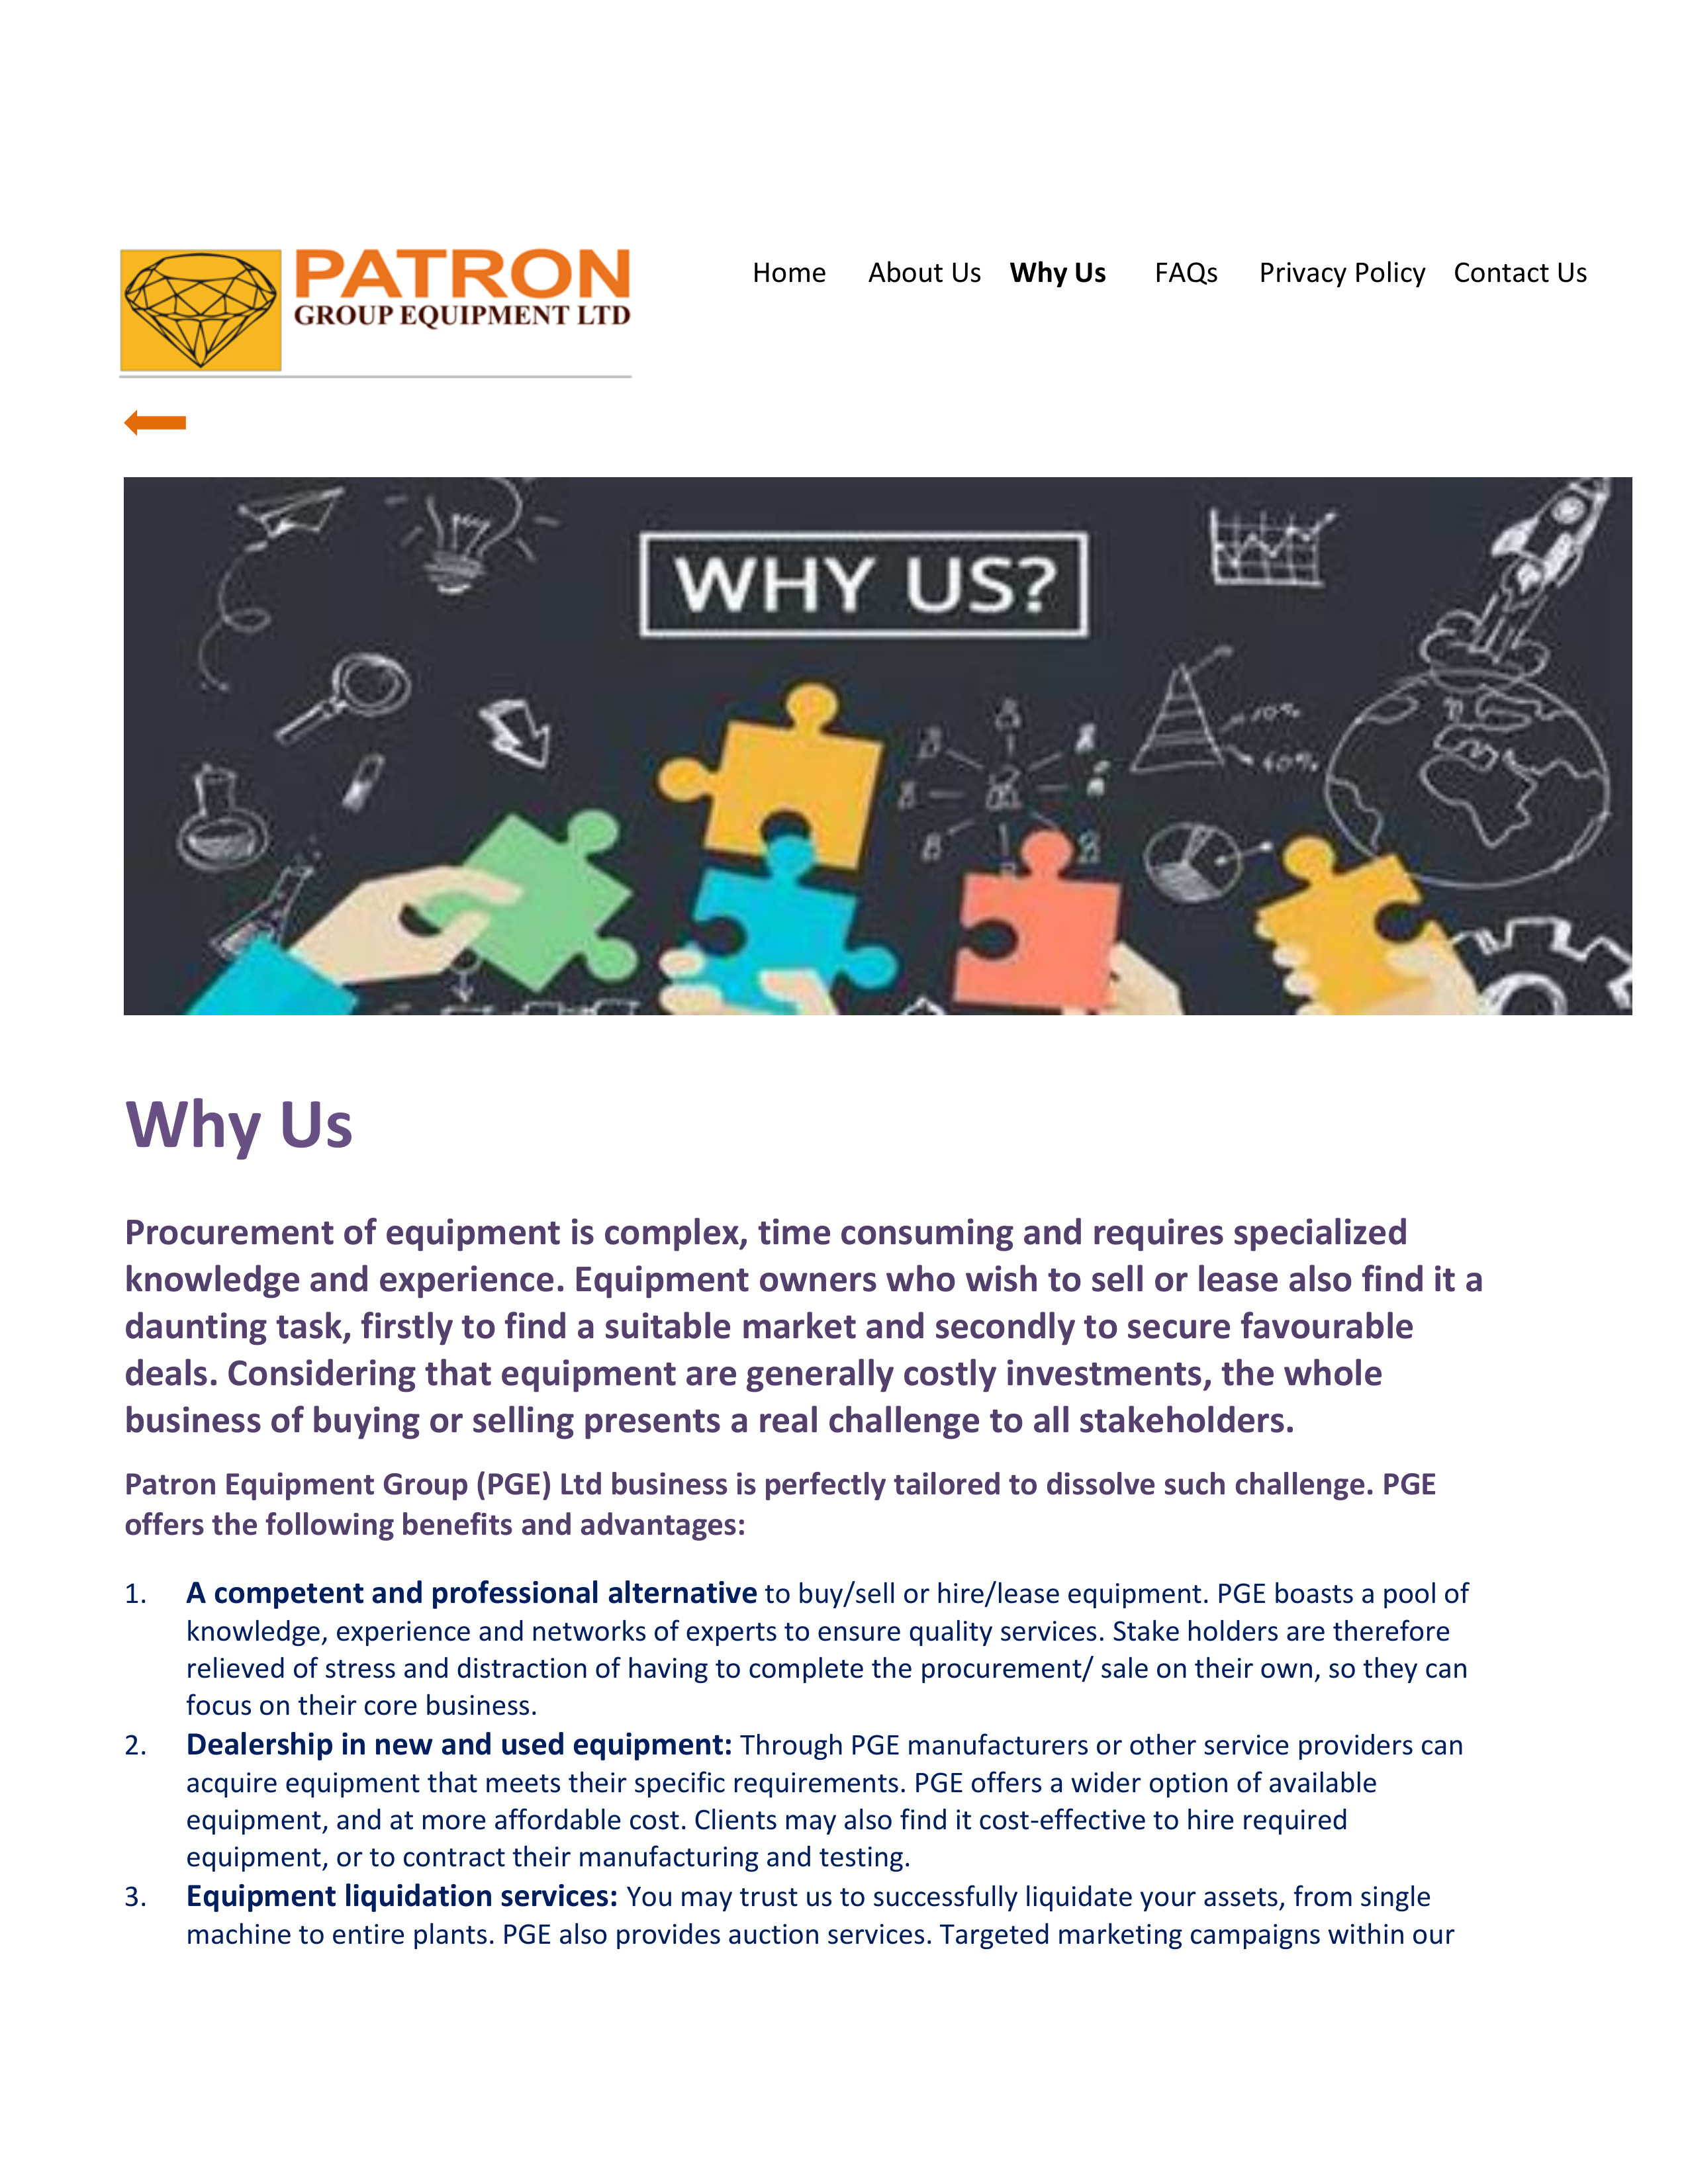 PATRON
GROUP EQUIPMENT LTD
Home About Us Why Us FAQs Privacy Policy Contact Us
WHY US?
10%
60%
Why Us
Procurement of equipment is complex, time consuming and requires specialized
knowledge and experience. Equipment owners who wish to sell or lease also find it a
daunting task, firstly to find a suitable market and secondly to secure favourable
deals. Considering that equipment are generally costly investments, the whole
business of buying or selling presents a real challenge to all stakeholders.
Patron Equipment Group (PGE) Ltd business is perfectly tailored to dissolve such challenge. PGE
offers the following benefits and advantages:
1. A competent and professional alternative to buy/sell or hire/lease equipment. PGE boasts a pool of
knowledge, experience and networks of experts to ensure quality services. Stake holders are therefore
relieved of stress and distraction of having to complete the procurement/ sale on their own, so they can
focus on their core business.
2. Dealership in new and used equipment: Through PGE manufacturers or other service providers can
acquire equipment that meets their specific requirements. PGE offers a wider option of available
equipment, and at more affordable cost. Clients may also find it cost-effective to hire required
equipment, or to contract their manufacturing and testing.
3. Equipment liquidation services: You may trust us to successfully liquidate your assets, from single
machine to entire plants. PGE also provides auction services. Targeted marketing campaigns within our